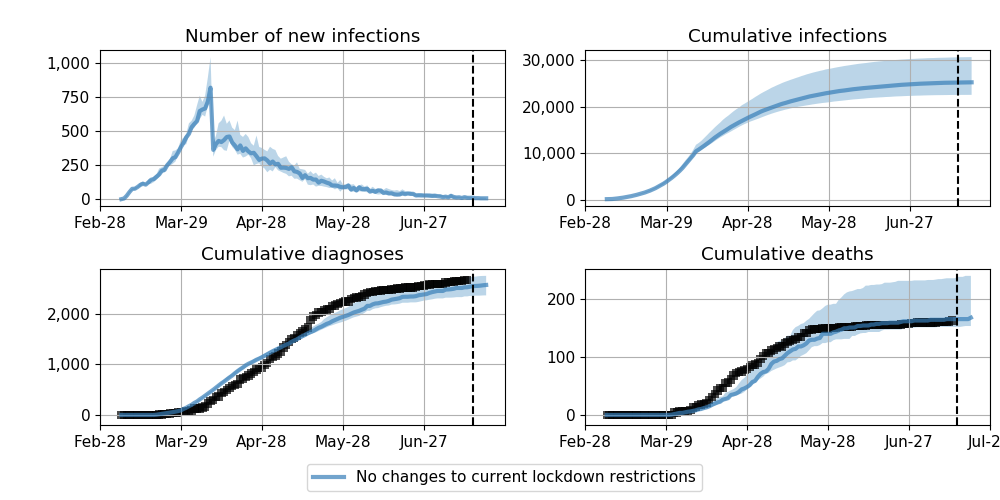 Number of new infections
Cumulative infections
1,000
750
500
250
0
Feb-28 Mar-29 Apr-28 May-28 Jun-27
30,000
20,000
10,000
0
Feb-28 Mar-29 Apr-28 May-28 Jun-27
Cumulative diagnoses
Cumulative deaths
2,000
1,000
0
Feb-28 Mar-29 Apr-28 May-28 Jun-27
200
100
0
Feb-28 Mar-29 Apr-28 May-28 Jun-27 Jul-2
No changes to current lockdown restrictions